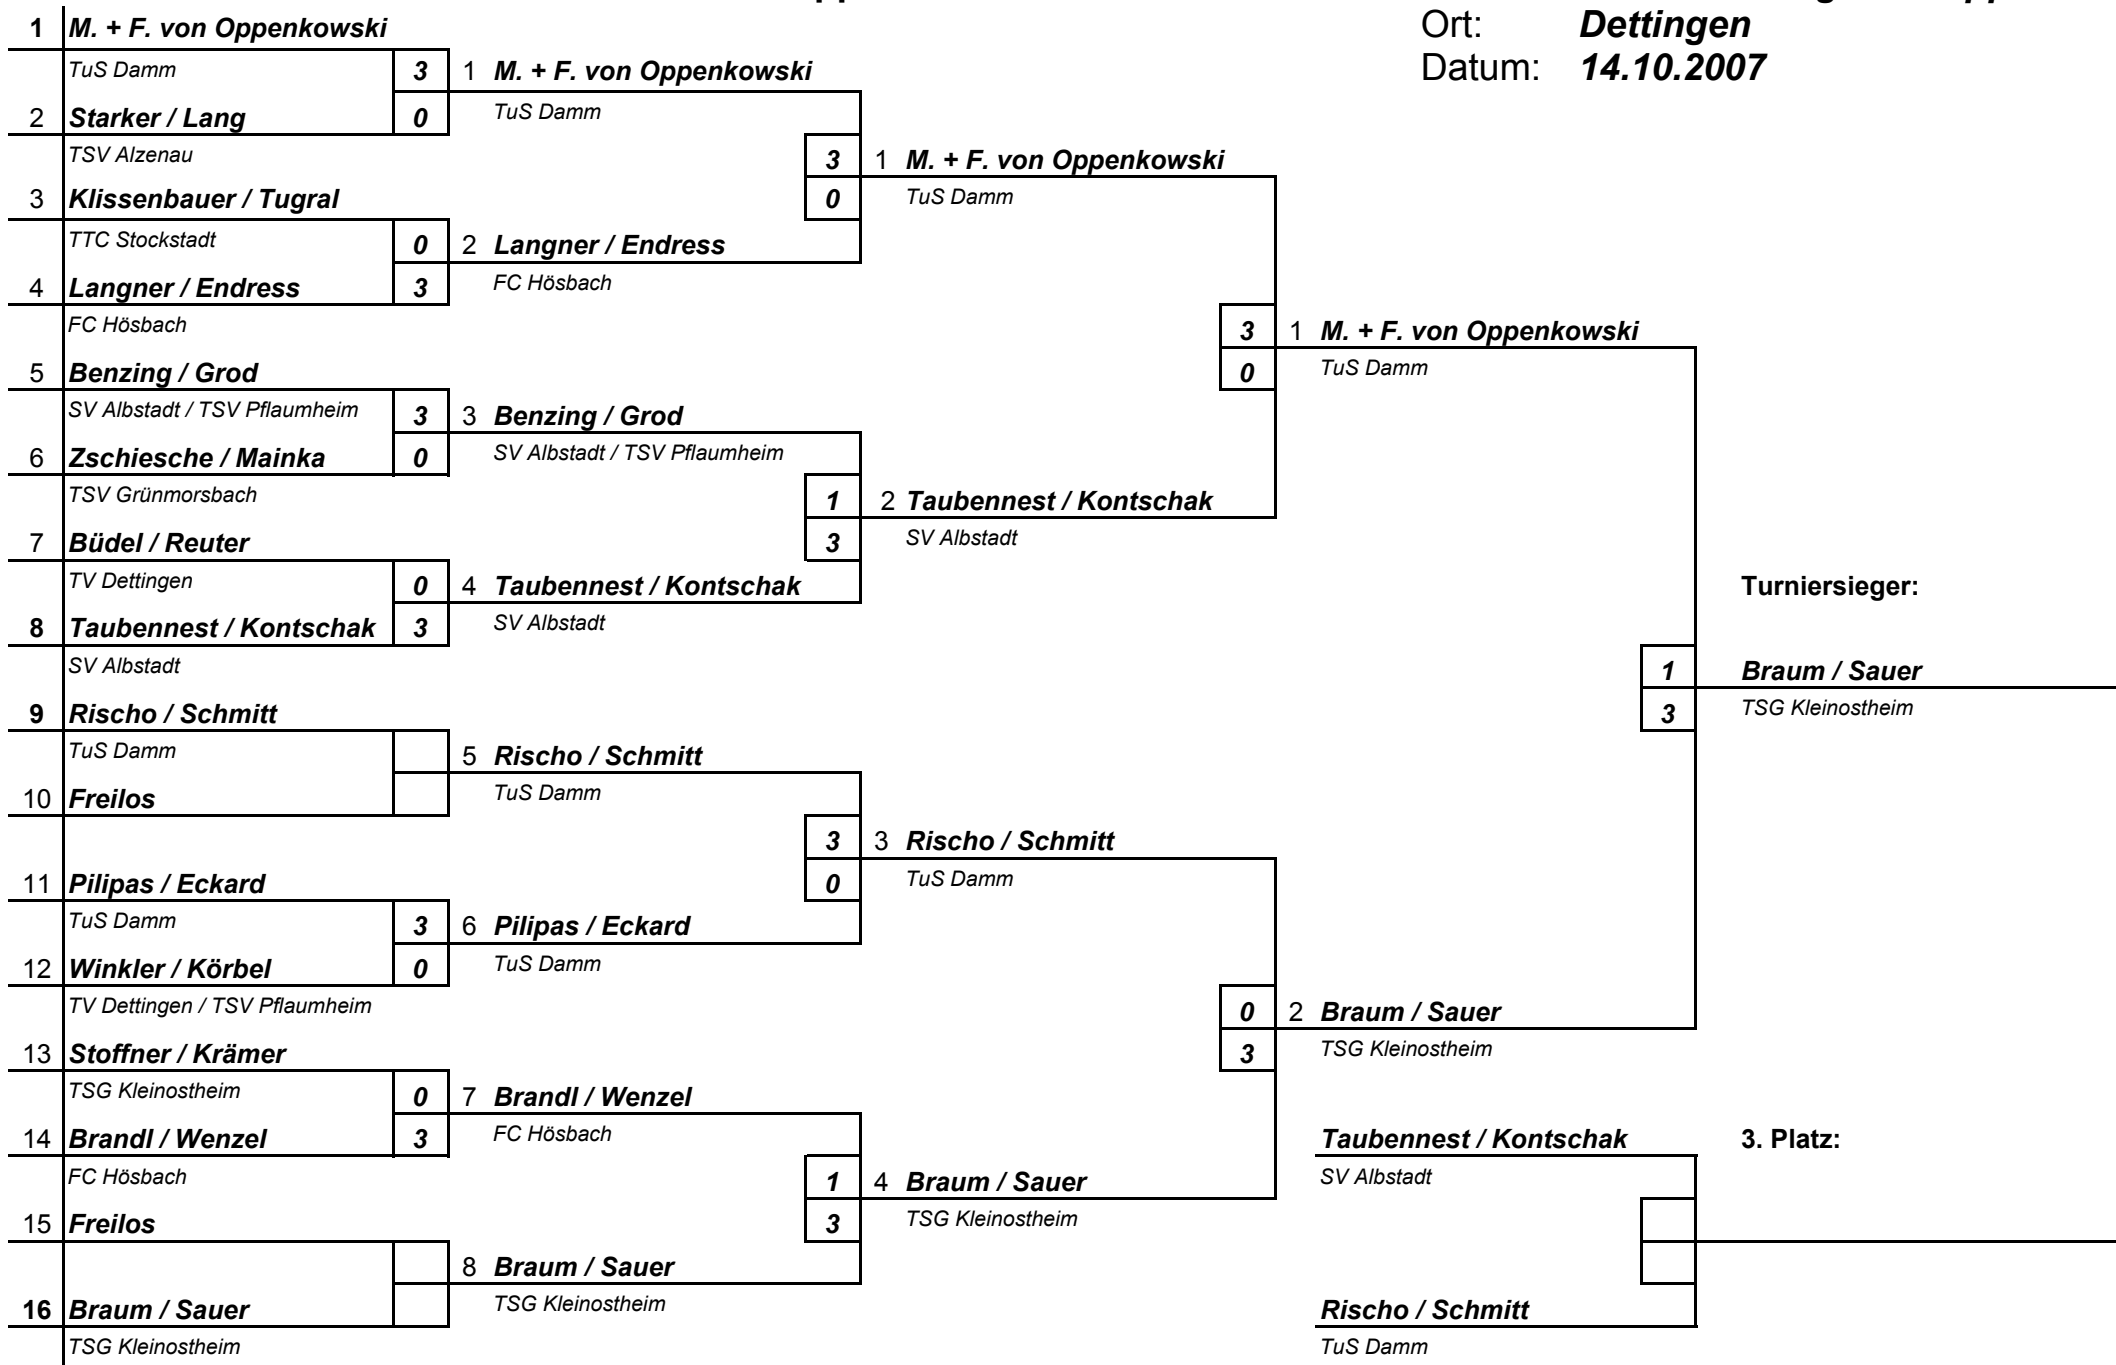 Ort: Dettingen
Datum: 14.10.2007
1 M. + F. von Oppenkowski
TuS Damm 3 1 M. + F. von Oppenkowski
2 Starker / Lang 0 TuS Damm
TSV Alzenau 3 1 M. + F. von Oppenkowski
3 Klissenbauer / Tugral 0 TuS Damm
TTC Stockstadt 0 2 Langner / Endress
4 Langner / Endress 3 FC Hösbach
FC Hösbach 3 1 M. + F. von Oppenkowski
5 Benzing / Grod 0 TuS Damm
SV Albstadt / TSV Pflaumheim 3 3 Benzing / Grod
6 Zschiesche / Mainka 0 SV Albstadt / TSV Pflaumheim
TSV Grünmorsbach 1 2 Taubennest / Kontschak
7 Büdel / Reuter 3 SV Albstadt
TV Dettingen 0 4 Taubennest / Kontschak Turniersieger:
8 Taubennest / Kontschak 3 SV Albstadt
SV Albstadt 1 Braum / Sauer
9 Rischo / Schmitt 3 TSG Kleinostheim
TuS Damm 5 Rischo / Schmitt
10 Freilos TuS Damm
3 3 Rischo / Schmitt
11 Pilipas / Eckard 0 TuS Damm
TuS Damm 3 6 Pilipas / Eckard
12 Winkler / Körbel 0 TuS Damm
TV Dettingen / TSV Pflaumheim 0 2 Braum / Sauer
13 Stoffner / Krämer 3 TSG Kleinostheim
TSG Kleinostheim 0 7 Brandl / Wenzel
14 Brandl / Wenzel 3 FC Hösbach Taubennest / Kontschak 3. Platz:
FC Hösbach 1 4 Braum / Sauer SV Albstadt
15 Freilos 3 TSG Kleinostheim
8 Braum / Sauer
16 Braum / Sauer TSG Kleinostheim Rischo / Schmitt
TSG Kleinostheim TuS Damm